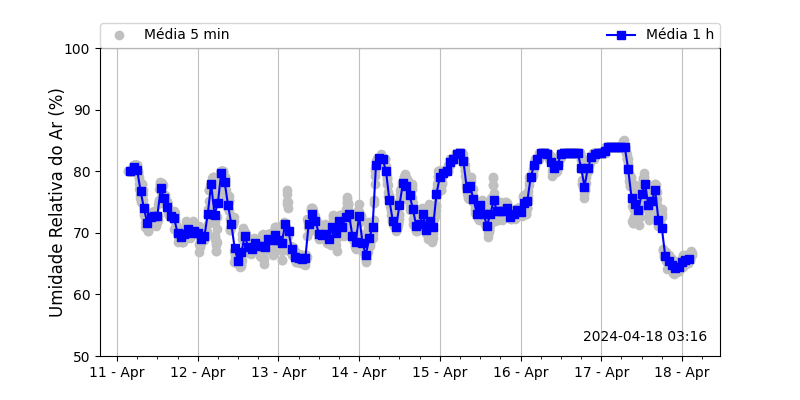 Média 5 min
Média 1 h
Umidade Relativa do Ar (%)
100
90
80
70
60
50
2024-04-18 03:16
11 - Apr
12 - Apr
13 - Apr
14 - Apr
15 - Apr
16 - Apr
17 - Apr
18 - Apr